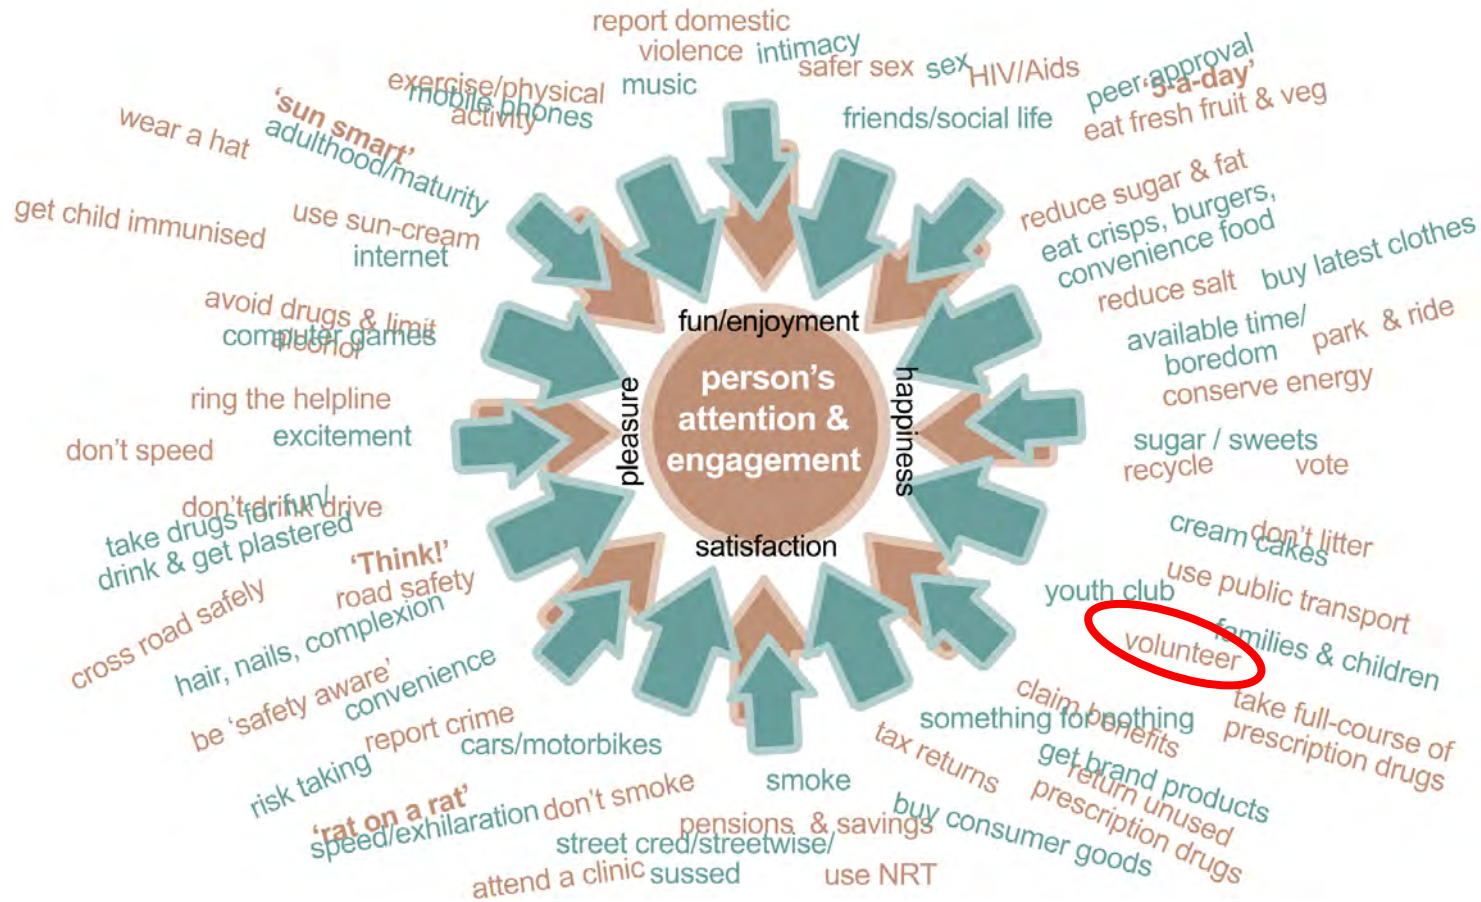 report domestic
violence
intimacy
safer sex
sex
HIV/Aids
peer approval
'5-a-day'
eat fresh fruit & veg
exercise/physical
activity
mobile phones
music
friends/social life
'sun smart'
adulthood/maturity
wear a hat
get child immunised
use sun-cream
internet
reduce sugar & fat
eat crisps, burgers,
convenience food
reduce salt
buy latest clothes
avoid drugs & limit
alcohol
computer games
available time/
boredom
park & ride
conserve energy
fun/enjoyment
person's
attention &
engagement
pleasure
happiness
satisfaction
ring the helpline
excitement
don't speed
sugar / sweets
recycle
vote
don't drink drive
take drugs for fun/
drink & get plastered
'Think!'
road safety
cross road safely
hair, nails, complexion
cream cakes
don't litter
use public transport
youth club
volunteer
families & children
be 'safety aware'
convenience
report crime
cars/motorbikes
risk taking
'rat on a rat'
speed/exhilaration
don't smoke
smoke
pensions & savings
street cred/streetwise/
sussed
attend a clinic
use NRT
tax returns
claim benefits
something for nothing
take full-course of
prescription drugs
get brand products
return unused
prescription drugs
buy consumer goods